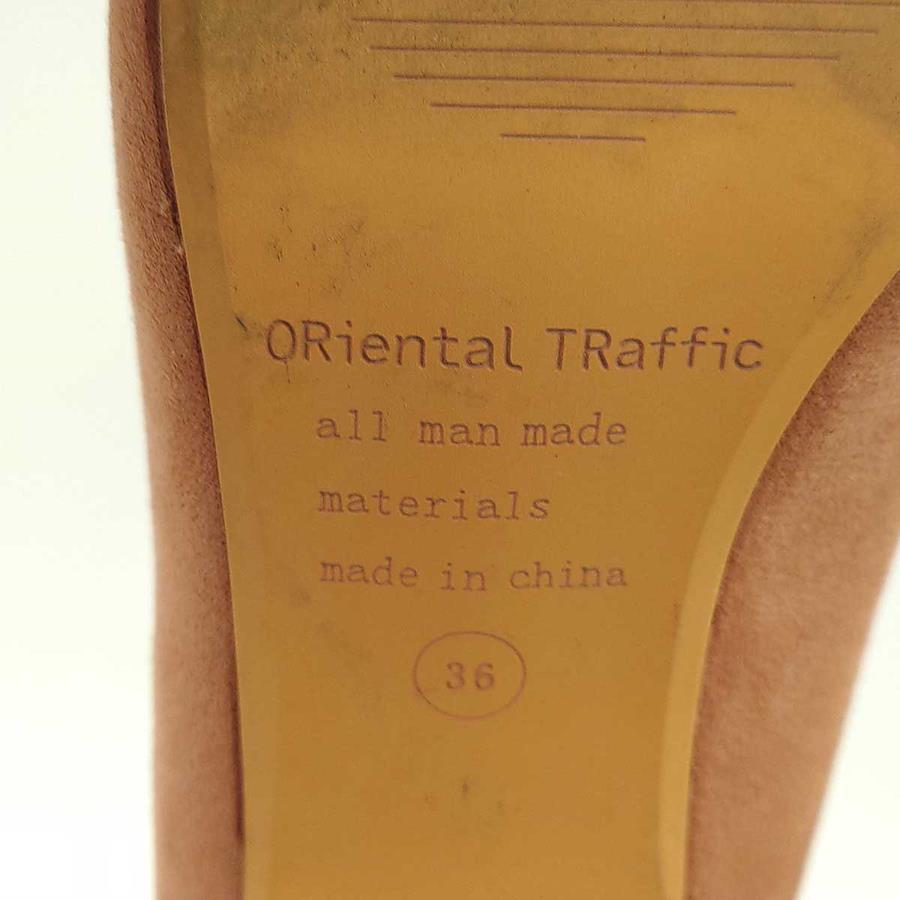 ORiental TRaffic
all man made
materials
made in china
36